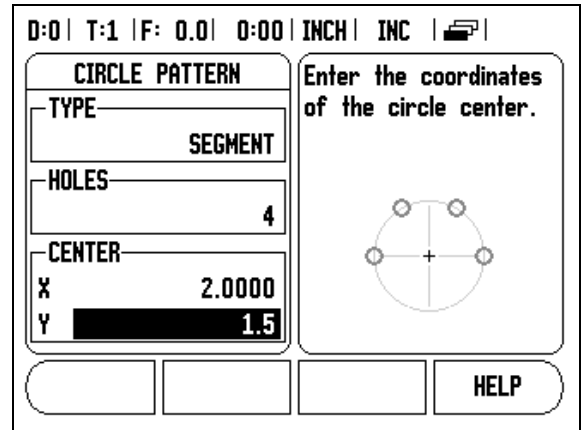 D:0| T:1 |F: 0.0| 0:00| INCH| INC | |
CIRCLE PATTERN
TYPE
SEGMENT
HOLES
4
CENTER
X 2.0000
Y 1.5
Enter the coordinates
of the circle center.
HELP